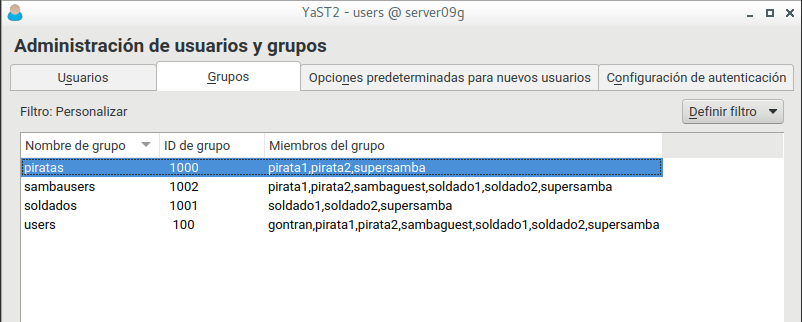 YaST2 - users @ server09g
Administración de usuarios y grupos
Usuarios Grupos Opciones predeterminadas para nuevos usuarios Configuración de autenticación
Filtro: Personalizar Definir filtro
Nombre de grupo ID de grupo Miembros del grupo
piratas 1000 pirata1,pirata2,supersamba
sambausers 1002 pirata1,pirata2,sambaguest,soldado1,soldado2,supersamba
soldados 1001 soldado1,soldado2,supersamba
users 100 gontran,pirata1,pirata2,sambaguest,soldado1,soldado2,supersamba